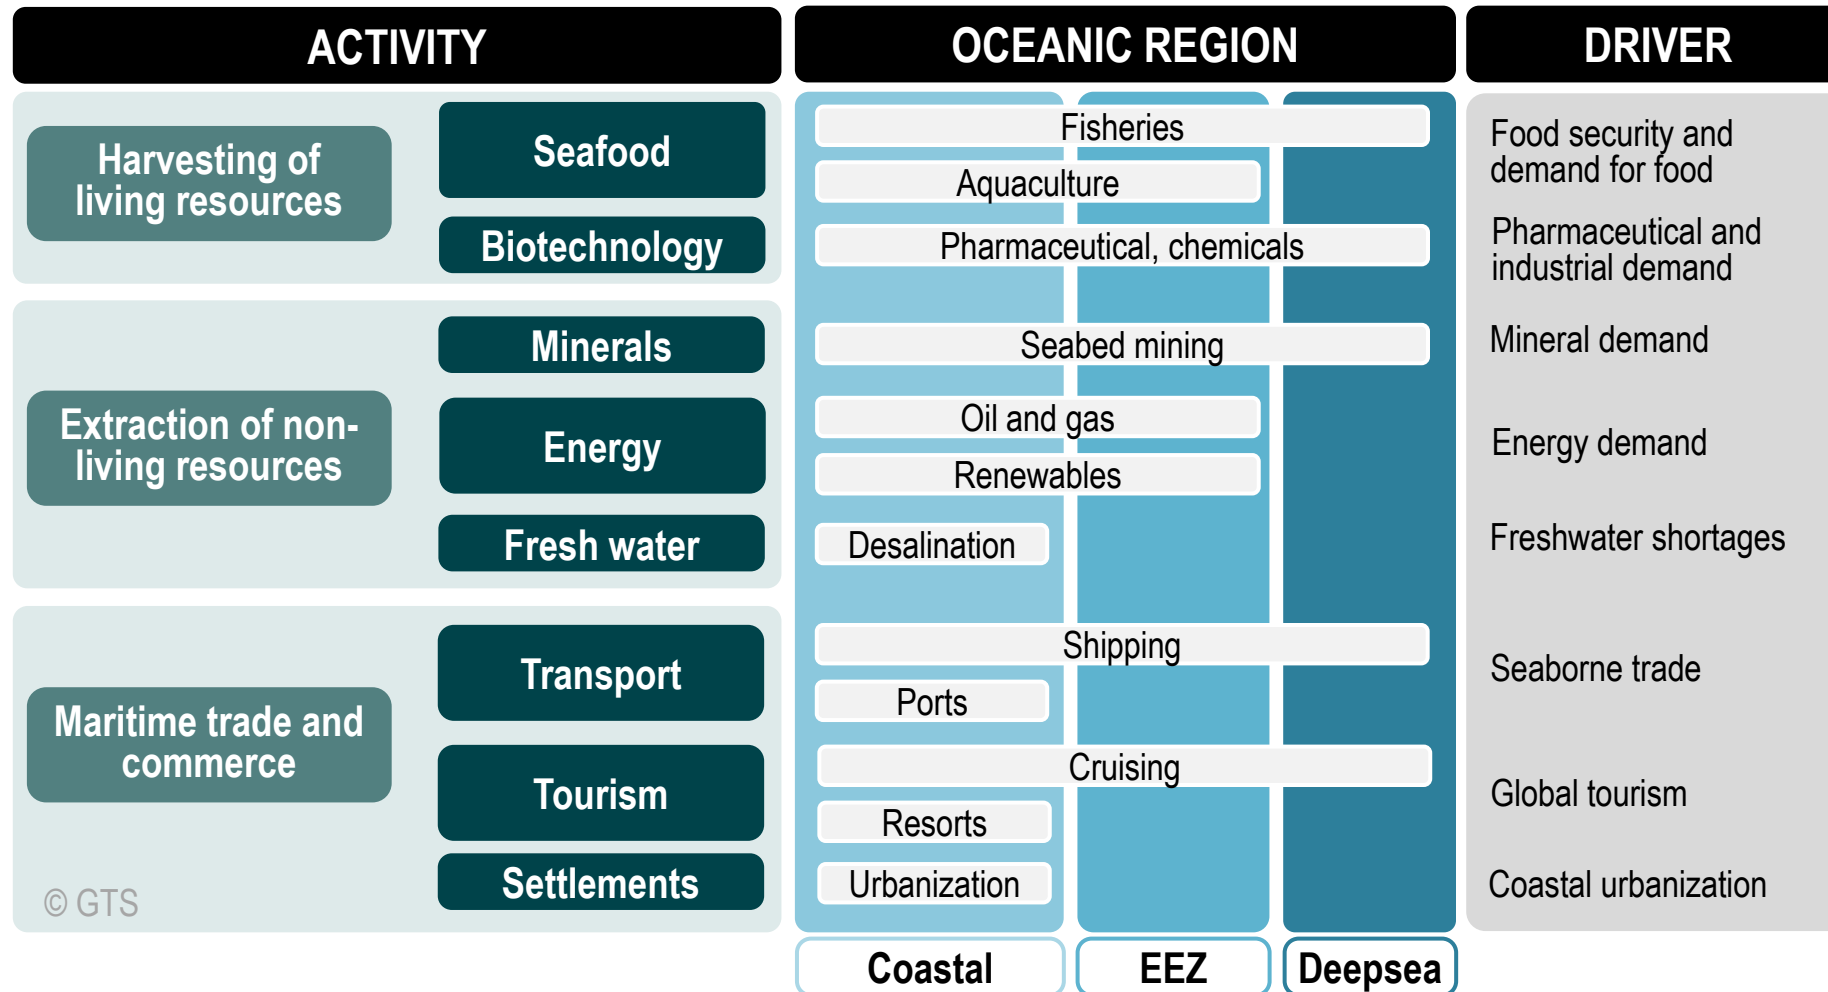 ACTIVITY
OCEANIC REGION
DRIVER
Harvesting of
living resources
Seafood
Biotechnology
Fisheries
Aquaculture
Pharmaceutical, chemicals
Food security and
demand for food
Pharmaceutical and
industrial demand
Extraction of non-
living resources
Minerals
Energy
Fresh water
Seabed mining
Oil and gas
Renewables
Desalination
Mineral demand
Energy demand
Freshwater shortages
Maritime trade and
commerce
Transport
Tourism
Settlements
Shipping
Ports
Cruising
Resorts
Urbanization
Seaborne trade
Global tourism
Coastal urbanization
© GTS
Coastal
EEZ
Deepsea